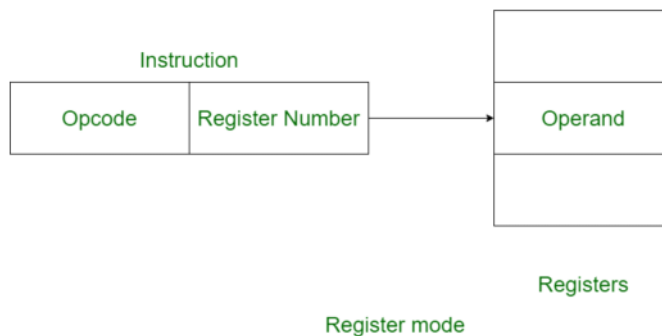 Instruction
Opcode
Register Number
Operand
Registers
Register mode